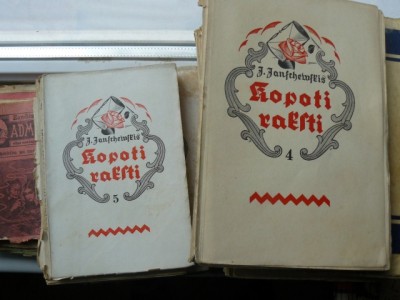 ADM
J. Janſchewſkis
Kopoti
rakſti
5
J. Janſchewſkis
Kopoti
rakſti
4